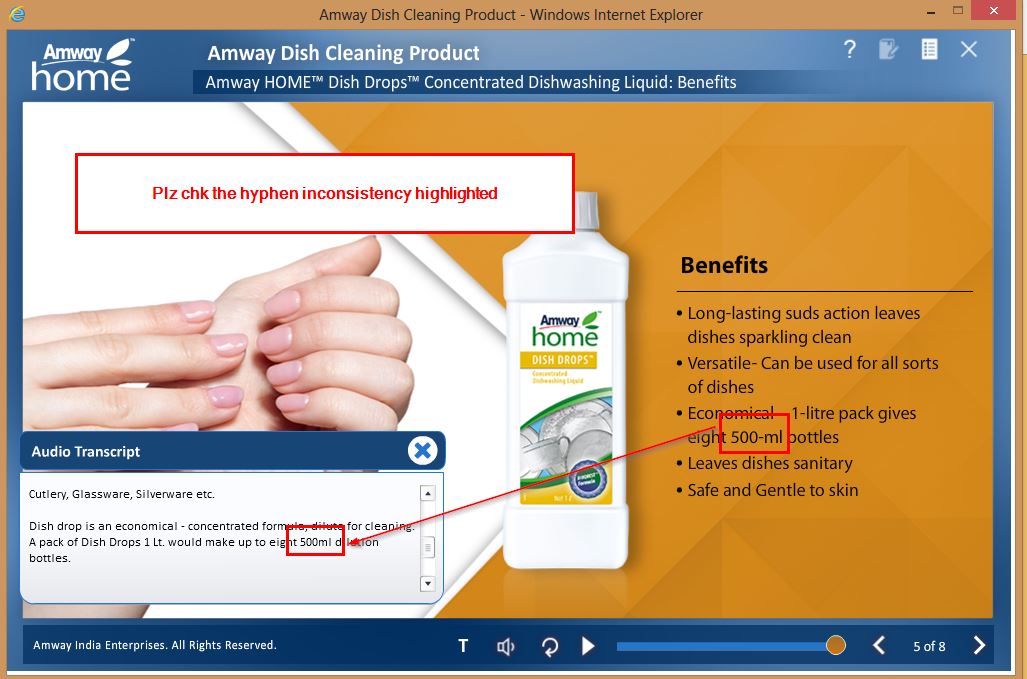 Amway Dish Cleaning Product - Windows Internet Explorer
Amway™
home
Amway Dish Cleaning Product
Amway HOME™ Dish Drops™ Concentrated Dishwashing Liquid: Benefits
?
Plz chk the hyphen inconsistency highlighted
Benefits
• Long-lasting suds action leaves
dishes sparkling clean
• Versatile- Can be used for all sorts
of dishes
• Economical - 1-litre pack gives
eight 500-ml bottles
• Leaves dishes sanitary
• Safe and Gentle to skin
Amway
home™
DISH DROPS™
Concentrated
Dishwashing Liquid
Audio Transcript
Cutlery, Glassware, Silverware etc.
Dish drop is an economical - concentrated formula, dilute for cleaning.
A pack of Dish Drops 1 Lt. would make up to eight 500ml dilution
bottles.
Amway India Enterprises. All Rights Reserved.
T
5 of 8